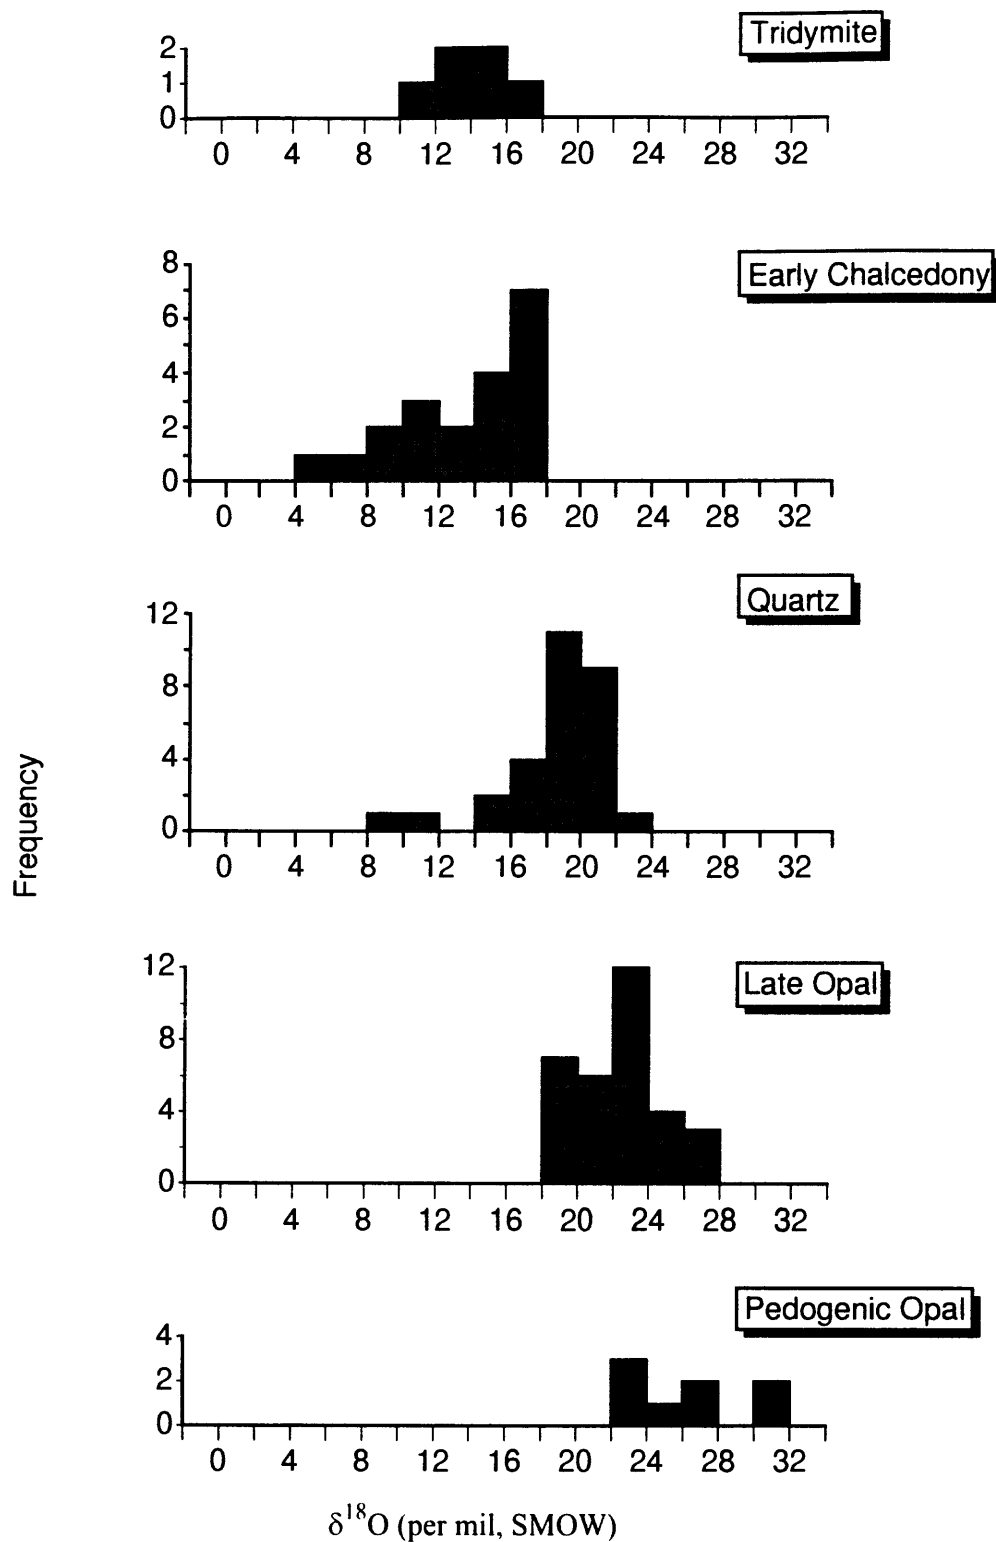 Tridymite
2
1
0
0 4 8 12 16 20 24 28 32
Early Chalcedony
8
6
4
2
0
0 4 8 12 16 20 24 28 32
Quartz
12
8
4
0
0 4 8 12 16 20 24 28 32
Frequency
Late Opal
12
8
4
0
0 4 8 12 16 20 24 28 32
Pedogenic Opal
4
2
0
0 4 8 12 16 20 24 28 32
δ¹⁸O (per mil, SMOW)